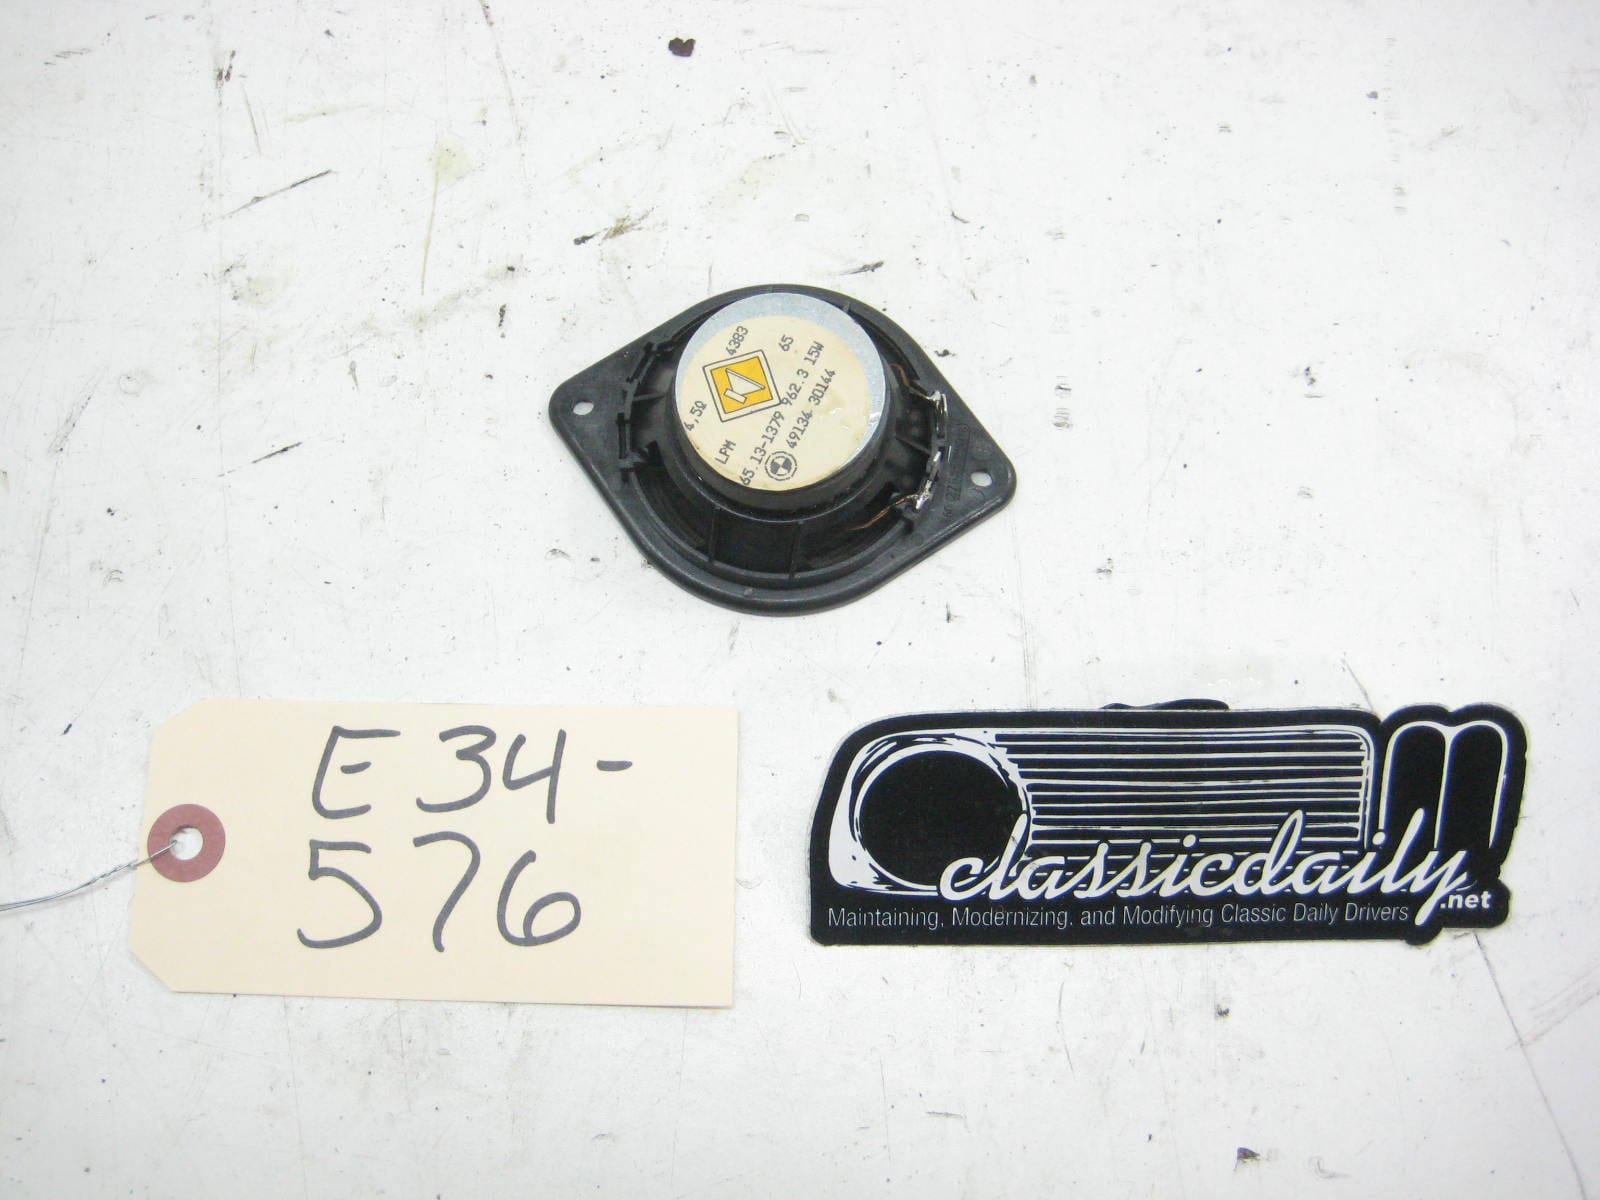 4383
65
4,5Ω
LPM
65.13-1379 962.3 15W
49134 30144
E34-
576
classicdaily.net
Maintaining, Modernizing, and Modifying Classic Daily Drivers